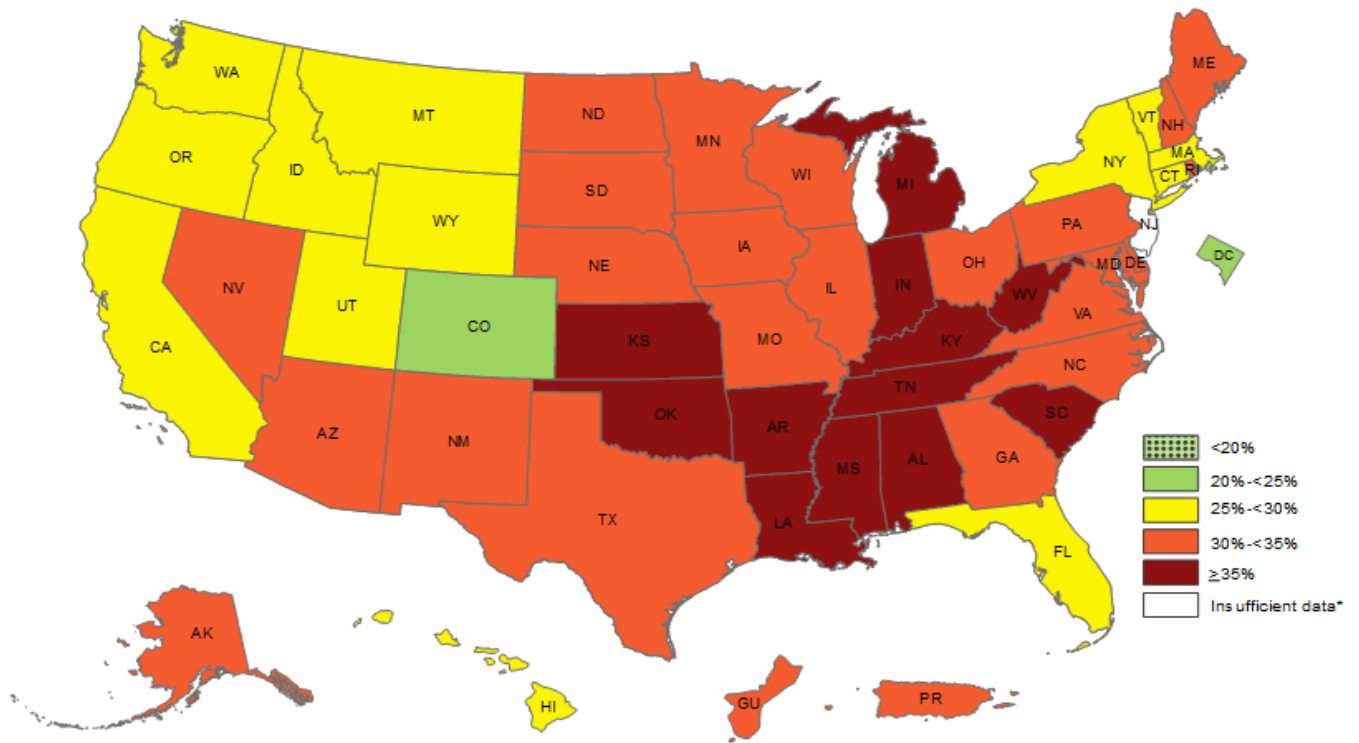 WA
MT
ND
MN
ME
VT
NH
OR
ID
SD
WI
NY
MA
CT
RI
MI
WY
IA
PA
NJ
NE
OH
MD
DE
DC
NV
UT
IL
IN
WV
CO
VA
CA
KS
MO
KY
NC
TN
AZ
NM
OK
AR
SC
MS
AL
GA
TX
LA
FL
<20%
20%-<25%
25%-<30%
30%-<35%
≥35%
Insufficient data*
AK
HI
GU
PR